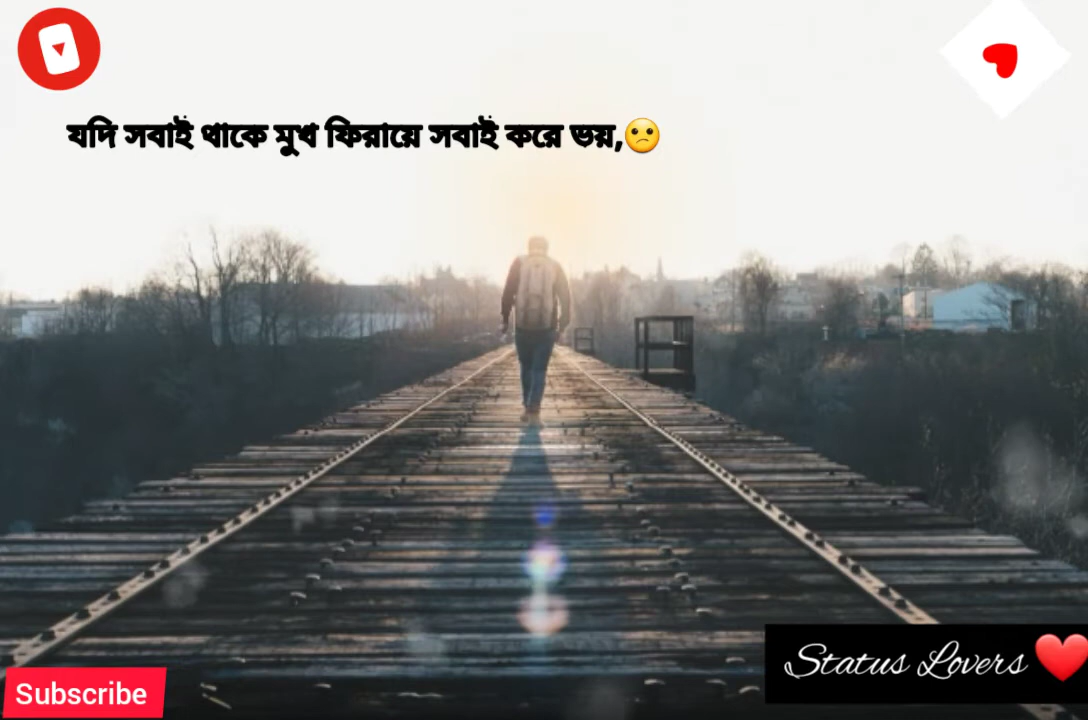 যদি সবাই থাকে মুখ ফিরায়ে সবাই করে ভয়,😕
Status Lovers ❤️
Subscribe